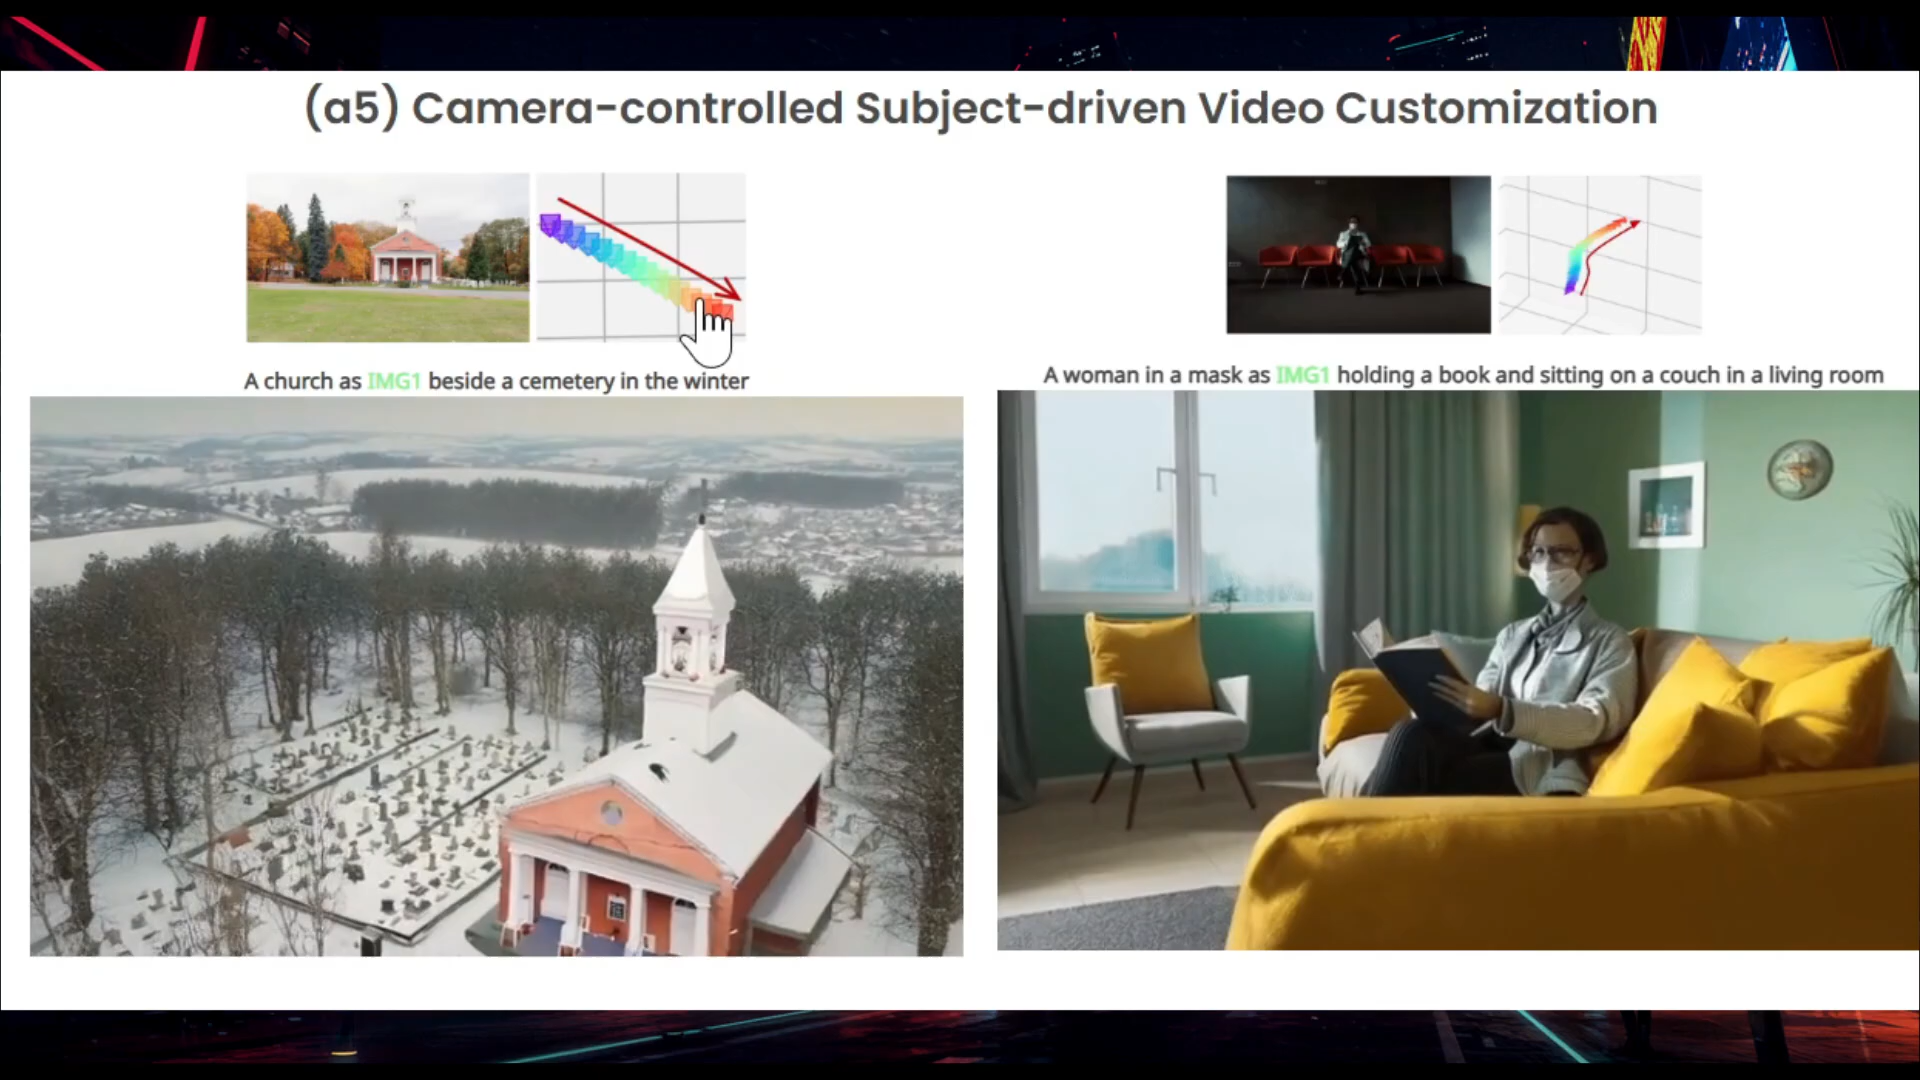 (a5) Camera-controlled Subject-driven Video Customization
A church as IMG1 beside a cemetery in the winter
A woman in a mask as IMG1 holding a book and sitting on a couch in a living room